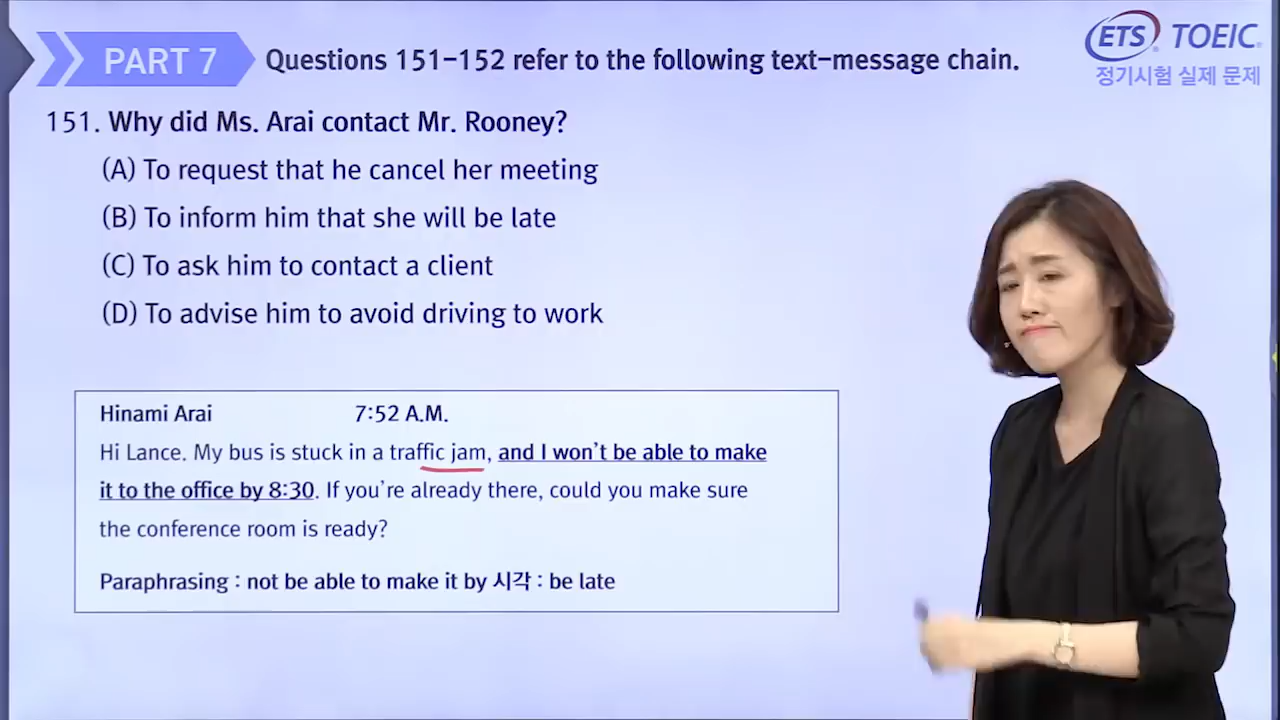 PART 7
Questions 151-152 refer to the following text-message chain.
ETS® TOEIC®
정기시험 실제 문제
151. Why did Ms. Arai contact Mr. Rooney?
(A) To request that he cancel her meeting
(B) To inform him that she will be late
(C) To ask him to contact a client
(D) To advise him to avoid driving to work
Hinami Arai 7:52 A.M.
Hi Lance. My bus is stuck in a traffic jam, and I won't be able to make
it to the office by 8:30. If you're already there, could you make sure
the conference room is ready?
Paraphrasing : not be able to make it by 시각 : be late